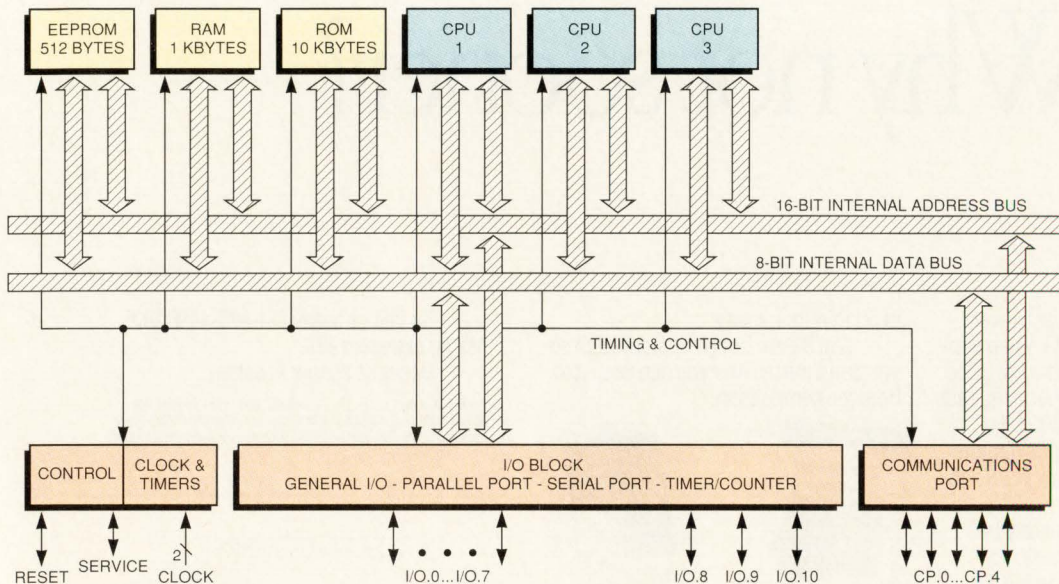 EEPROM
512 BYTES
RAM
1 KBYTES
ROM
10 KBYTES
CPU
1
CPU
2
CPU
3
16-BIT INTERNAL ADDRESS BUS
8-BIT INTERNAL DATA BUS
TIMING & CONTROL
CONTROL
CLOCK &
TIMERS
I/O BLOCK
GENERAL I/O - PARALLEL PORT - SERIAL PORT - TIMER/COUNTER
COMMUNICATIONS
PORT
2
RESET
SERVICE
CLOCK
I/O.0...I/O.7
I/O.8
I/O.9
I/O.10
CP.0...CP.4